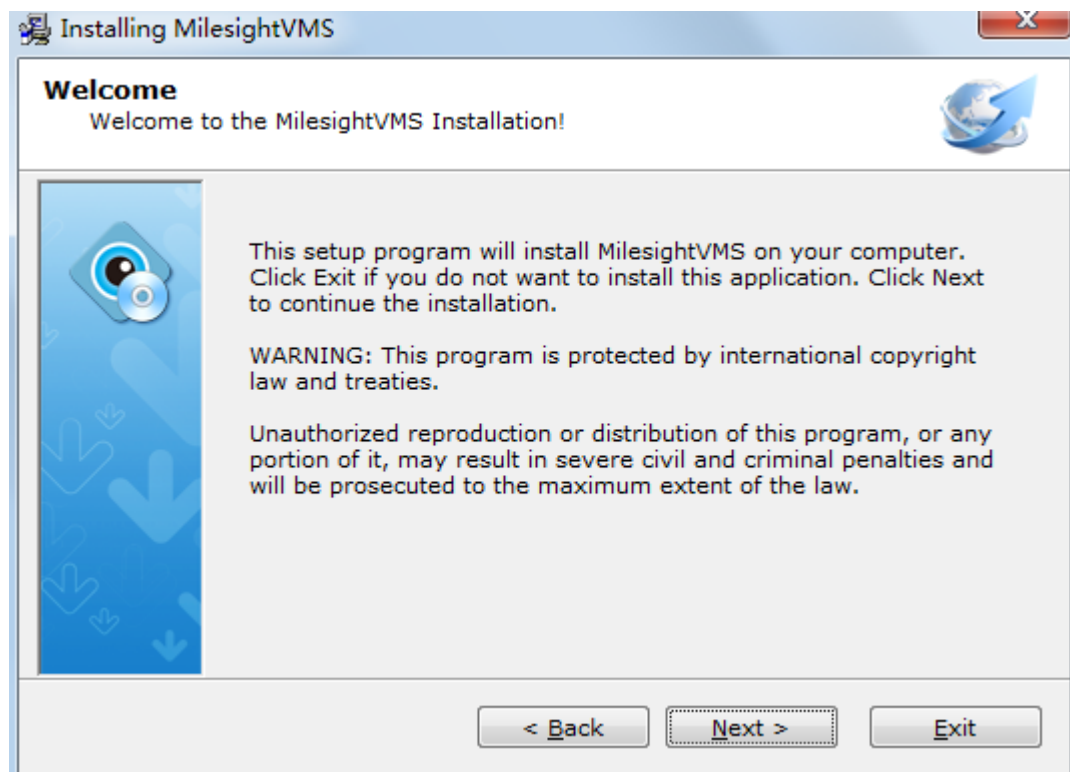 Installing MilesightVMS
X
Welcome
Welcome to the MilesightVMS Installation!
This setup program will install MilesightVMS on your computer.
Click Exit if you do not want to install this application. Click Next
to continue the installation.
WARNING: This program is protected by international copyright
law and treaties.
Unauthorized reproduction or distribution of this program, or any
portion of it, may result in severe civil and criminal penalties and
will be prosecuted to the maximum extent of the law.
< Back Next > Exit